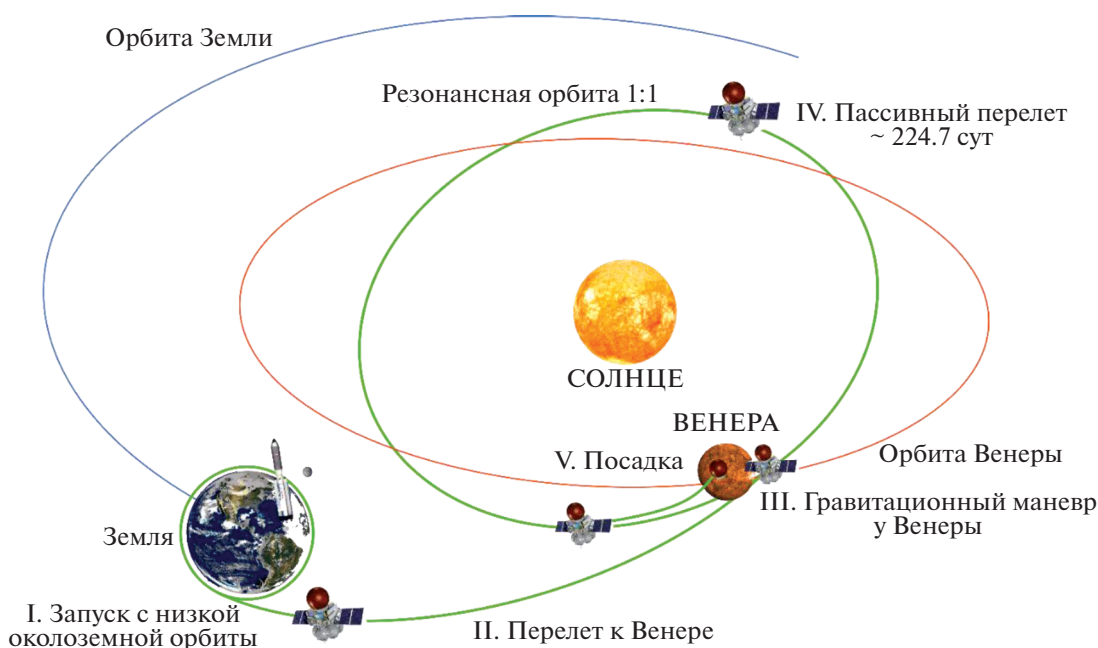 Орбита Земли
Резонансная орбита 1:1
IV. Пассивный перелет
~ 224.7 сут
СОЛНЦЕ
ВЕНЕРА
V. Посадка
Орбита Венеры
III. Гравитационный маневр
у Венеры
Земля
I. Запуск с низкой
околоземной орбиты
II. Перелет к Венере